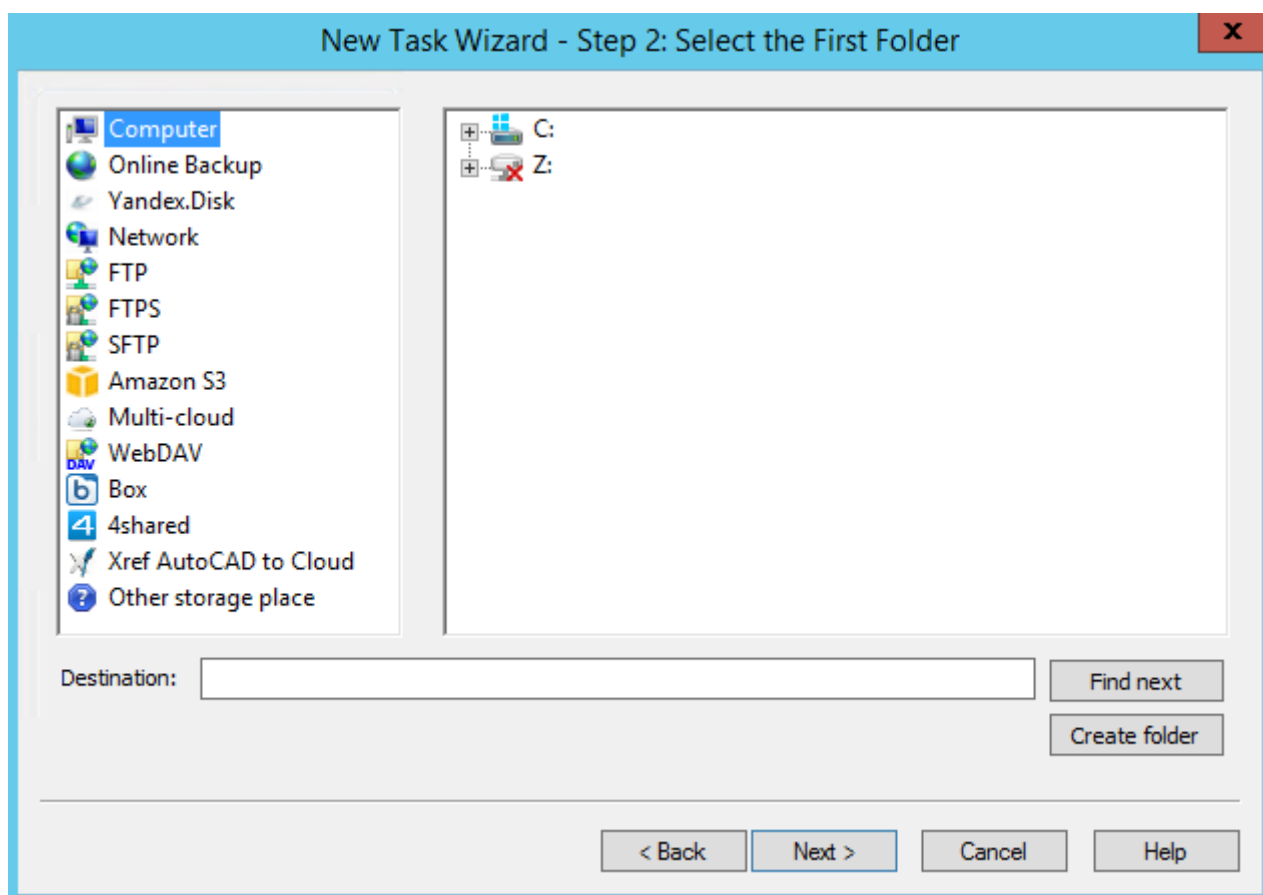 New Task Wizard - Step 2: Select the First Folder
x
Computer
Online Backup
Yandex.Disk
Network
FTP
FTPS
SFTP
Amazon S3
Multi-cloud
DAV
WebDAV
b
Box
4
4shared
Xref AutoCAD to Cloud
?
Other storage place
C:
Z:
Destination:
Find next
Create folder
< Back
Next >
Cancel
Help